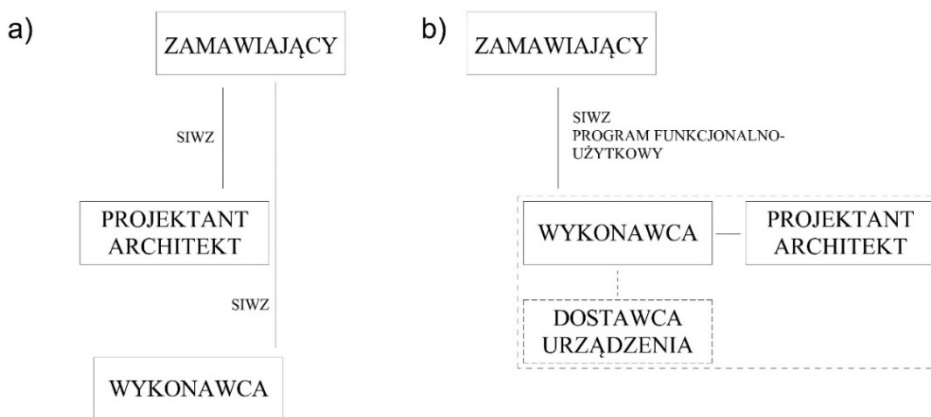 a)
ZAMAWIAJĄCY
SIWZ
PROJEKTANT
ARCHITEKT
SIWZ
WYKONAWCA
b)
ZAMAWIAJĄCY
SIWZ
PROGRAM FUNKCJONALNO-
UŻYTKOWY
WYKONAWCA
PROJEKTANT
ARCHITEKT
DOSTAWCA
URZĄDZENIA